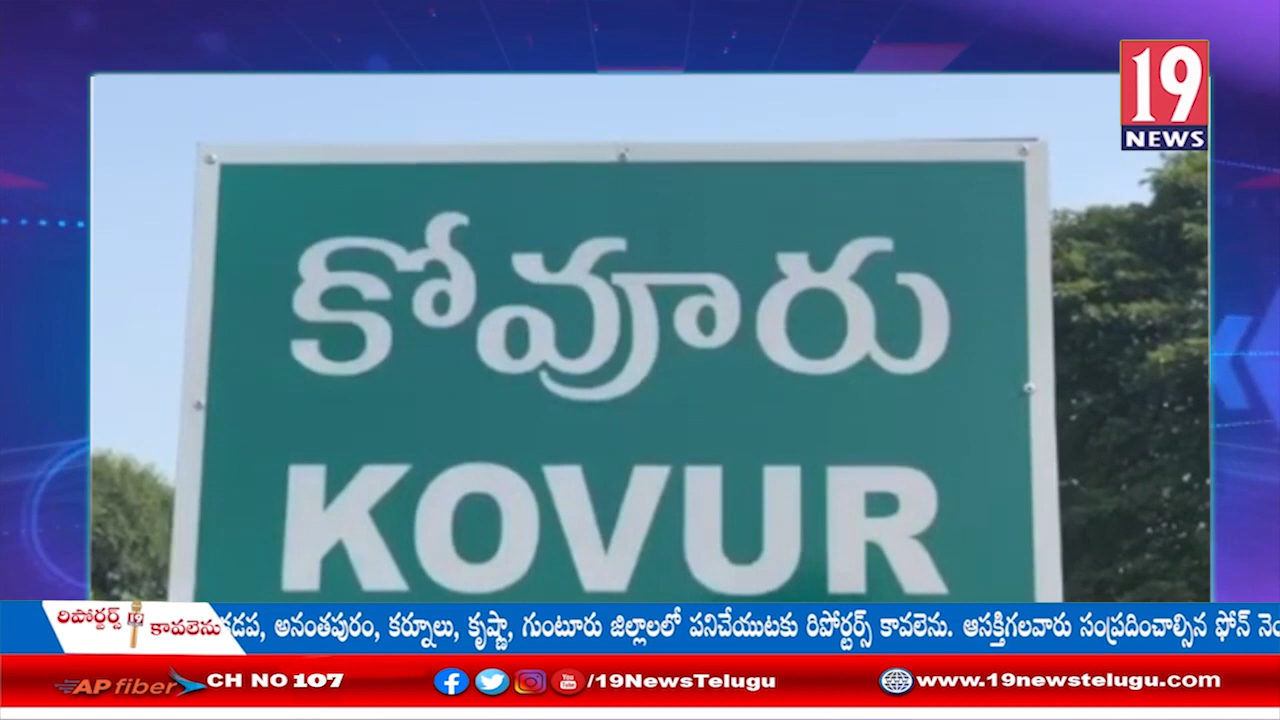 19
NEWS
కోవూరు
KOVUR
రిపోర్టర్స్ కావలెను
కడప, అనంతపురం, కర్నూలు, కృష్ణా, గుంటూరు జిల్లాలలో పనిచేయుటకు రిపోర్టర్స్ కావలెను. ఆసక్తిగలవారు సంప్రదించాల్సిన ఫోన్
AP fiber CH NO 107 /19NewsTelugu www.19newstelugu.com